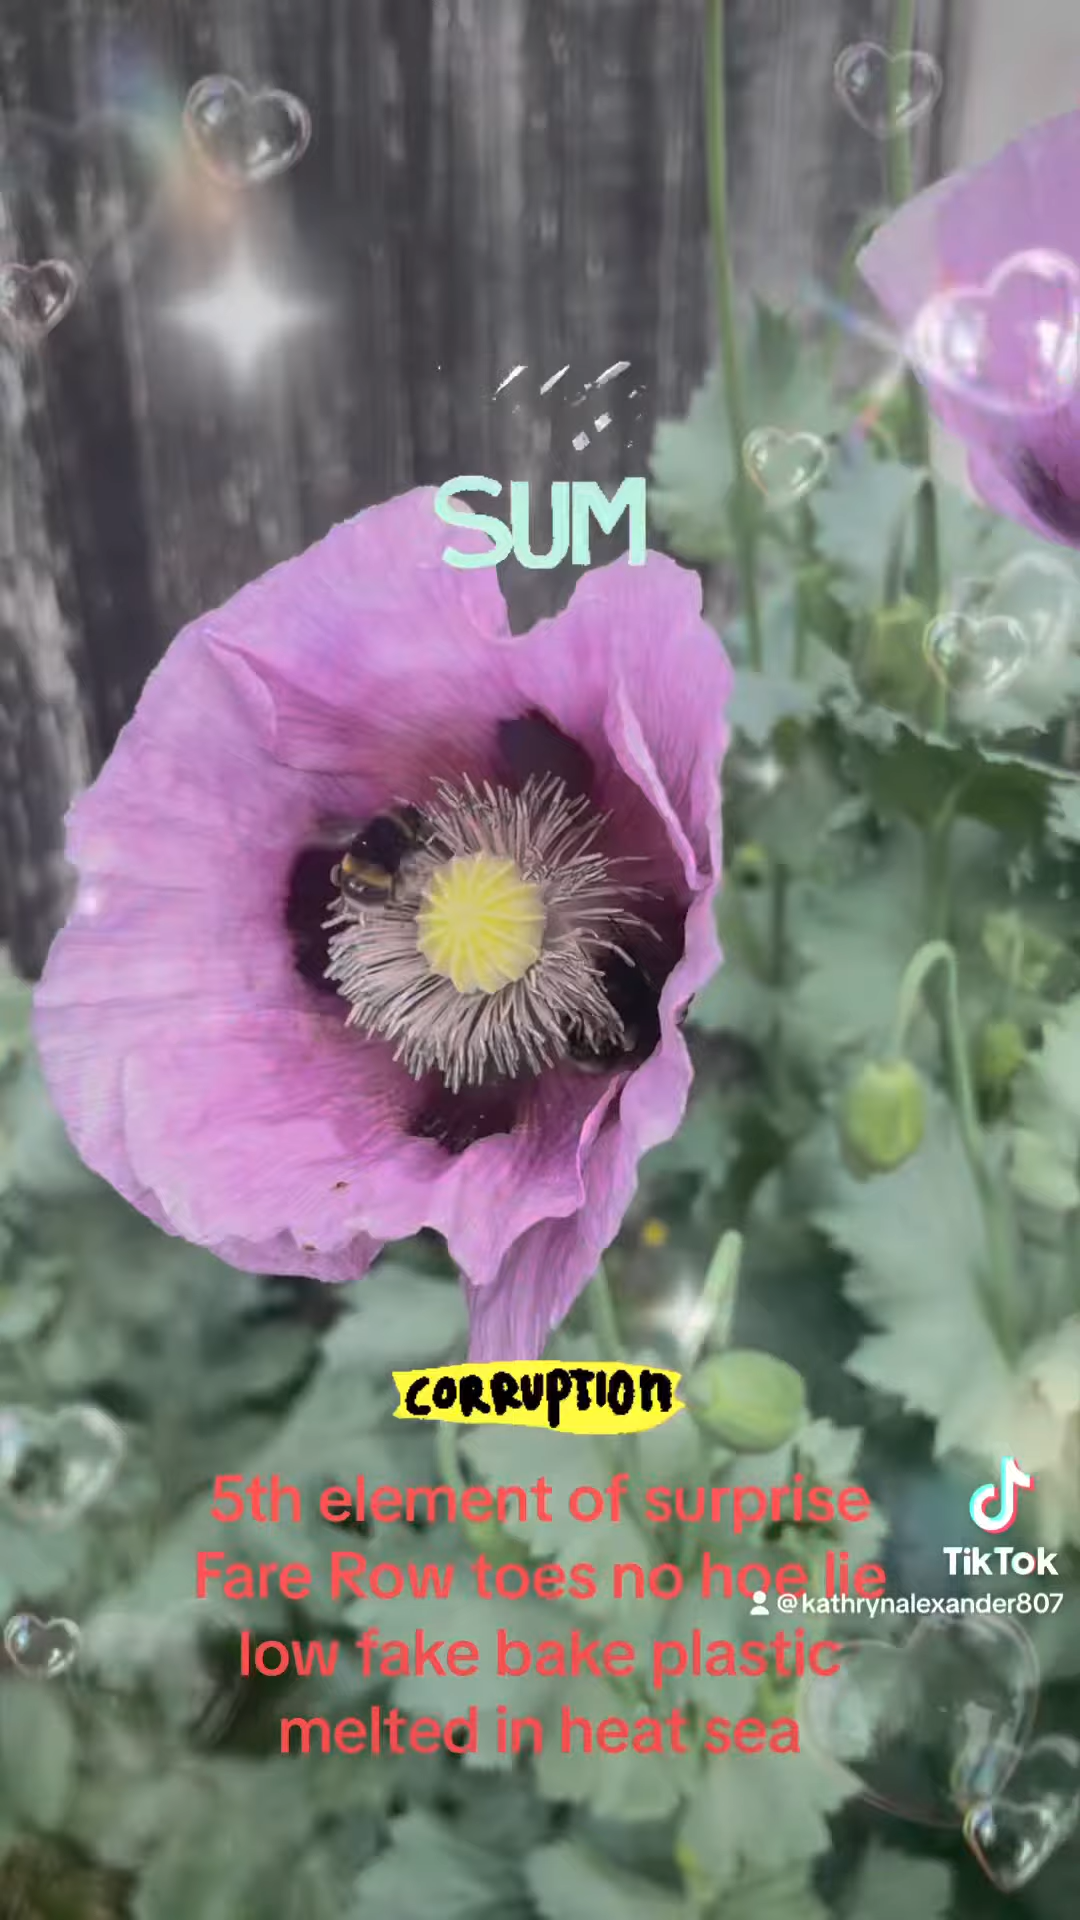 SUM
CORRUPTION
5th element of surprise
Fare Row toes no hoe lie
low fake bake plastic
melted in heat sea
TikTok
@kathrynalexander807